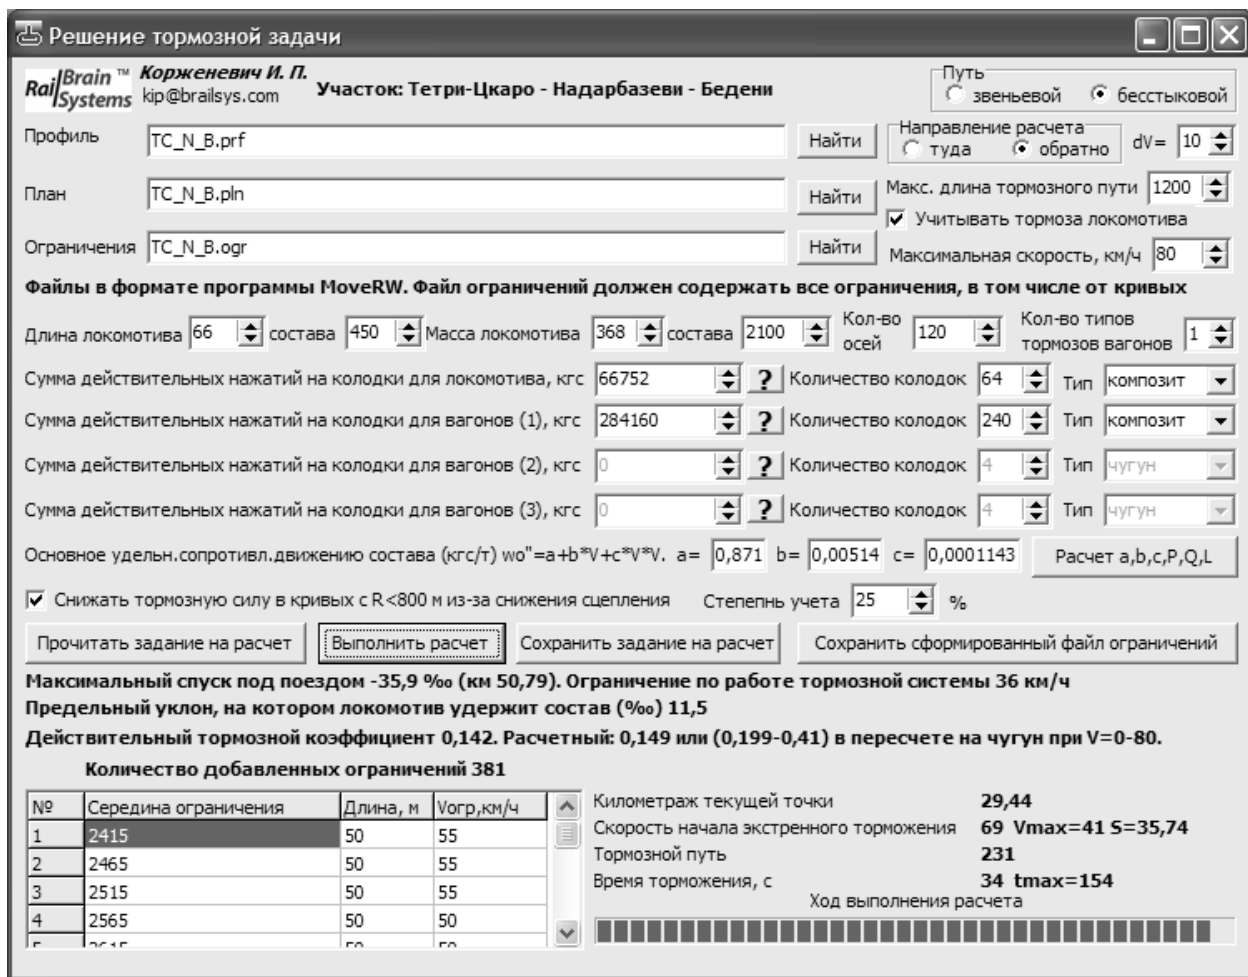 Решение тормозной задачи
Rail Brain Systems ™ Корженевич И. П. kip@brailsys.com Участок: Тетри-Цкаро - Надарбазеви - Бедени
Путь звеньевой бесстыковой
Профиль TC_N_B.prf Найти Направление расчета туда обратно dV= 10
План TC_N_B.pln Найти Макс. длина тормозного пути 1200
Учитывать тормоза локомотива
Ограничения TC_N_B.ogr Найти Максимальная скорость, км/ч 80
Файлы в формате программы MoveRW. Файл ограничений должен содержать все ограничения, в том числе от кривых
Длина локомотива 66 состава 450 Масса локомотива 368 состава 2100 Кол-во осей 120 Кол-во типов тормозов вагонов 1
Сумма действительных нажатий на колодки для локомотива, кгс 66752 ? Количество колодок 64 Тип композит
Сумма действительных нажатий на колодки для вагонов (1), кгс 284160 ? Количество колодок 240 Тип композит
Сумма действительных нажатий на колодки для вагонов (2), кгс 0 ? Количество колодок 4 Тип чугун
Сумма действительных нажатий на колодки для вагонов (3), кгс 0 ? Количество колодок 4 Тип чугун
Основное удельн.сопротивл.движению состава (кгс/т) wo"=a+b*V+c*V*V. a= 0,871 b= 0,00514 c= 0,0001143 Расчет a,b,c,P,Q,L
Снижать тормозную силу в кривых с R<800 м из-за снижения сцепления Степепнь учета 25 %
Прочитать задание на расчет Выполнить расчет Сохранить задание на расчет Сохранить сформированный файл ограничений
Максимальный спуск под поездом -35,9 ‰ (км 50,79). Ограничение по работе тормозной системы 36 км/ч
Предельный уклон, на котором локомотив удержит состав (‰) 11,5
Действительный тормозной коэффициент 0,142. Расчетный: 0,149 или (0,199-0,41) в пересчете на чугун при V=0-80.
Количество добавленных ограничений 381
№ Середина ограничения Длина, м Vогр,км/ч
1 2415 50 55
2 2465 50 55
3 2515 50 55
4 2565 50 50
5 2615 50 50
Километраж текущей точки 29,44
Скорость начала экстренного торможения 69 Vmax=41 S=35,74
Тормозной путь 231
Время торможения, с 34 tmax=154
Ход выполнения расчета